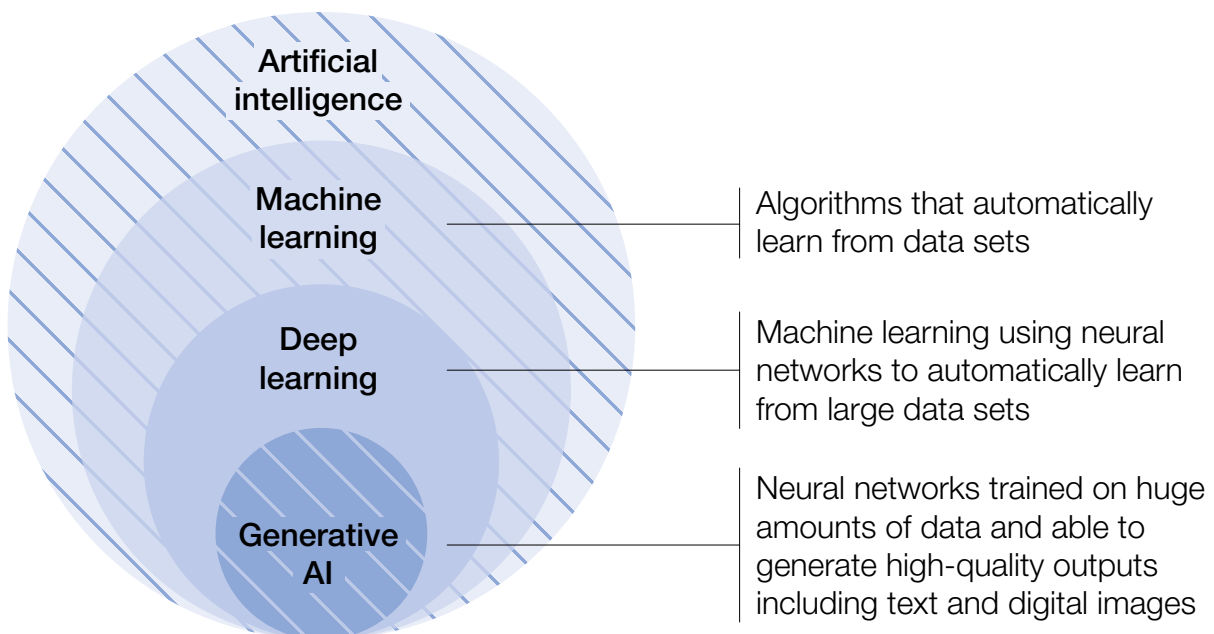 Artificial
intelligence
Machine
learning
Algorithms that automatically
learn from data sets
Deep
learning
Machine learning using neural
networks to automatically learn
from large data sets
Generative
AI
Neural networks trained on huge
amounts of data and able to
generate high-quality outputs
including text and digital images